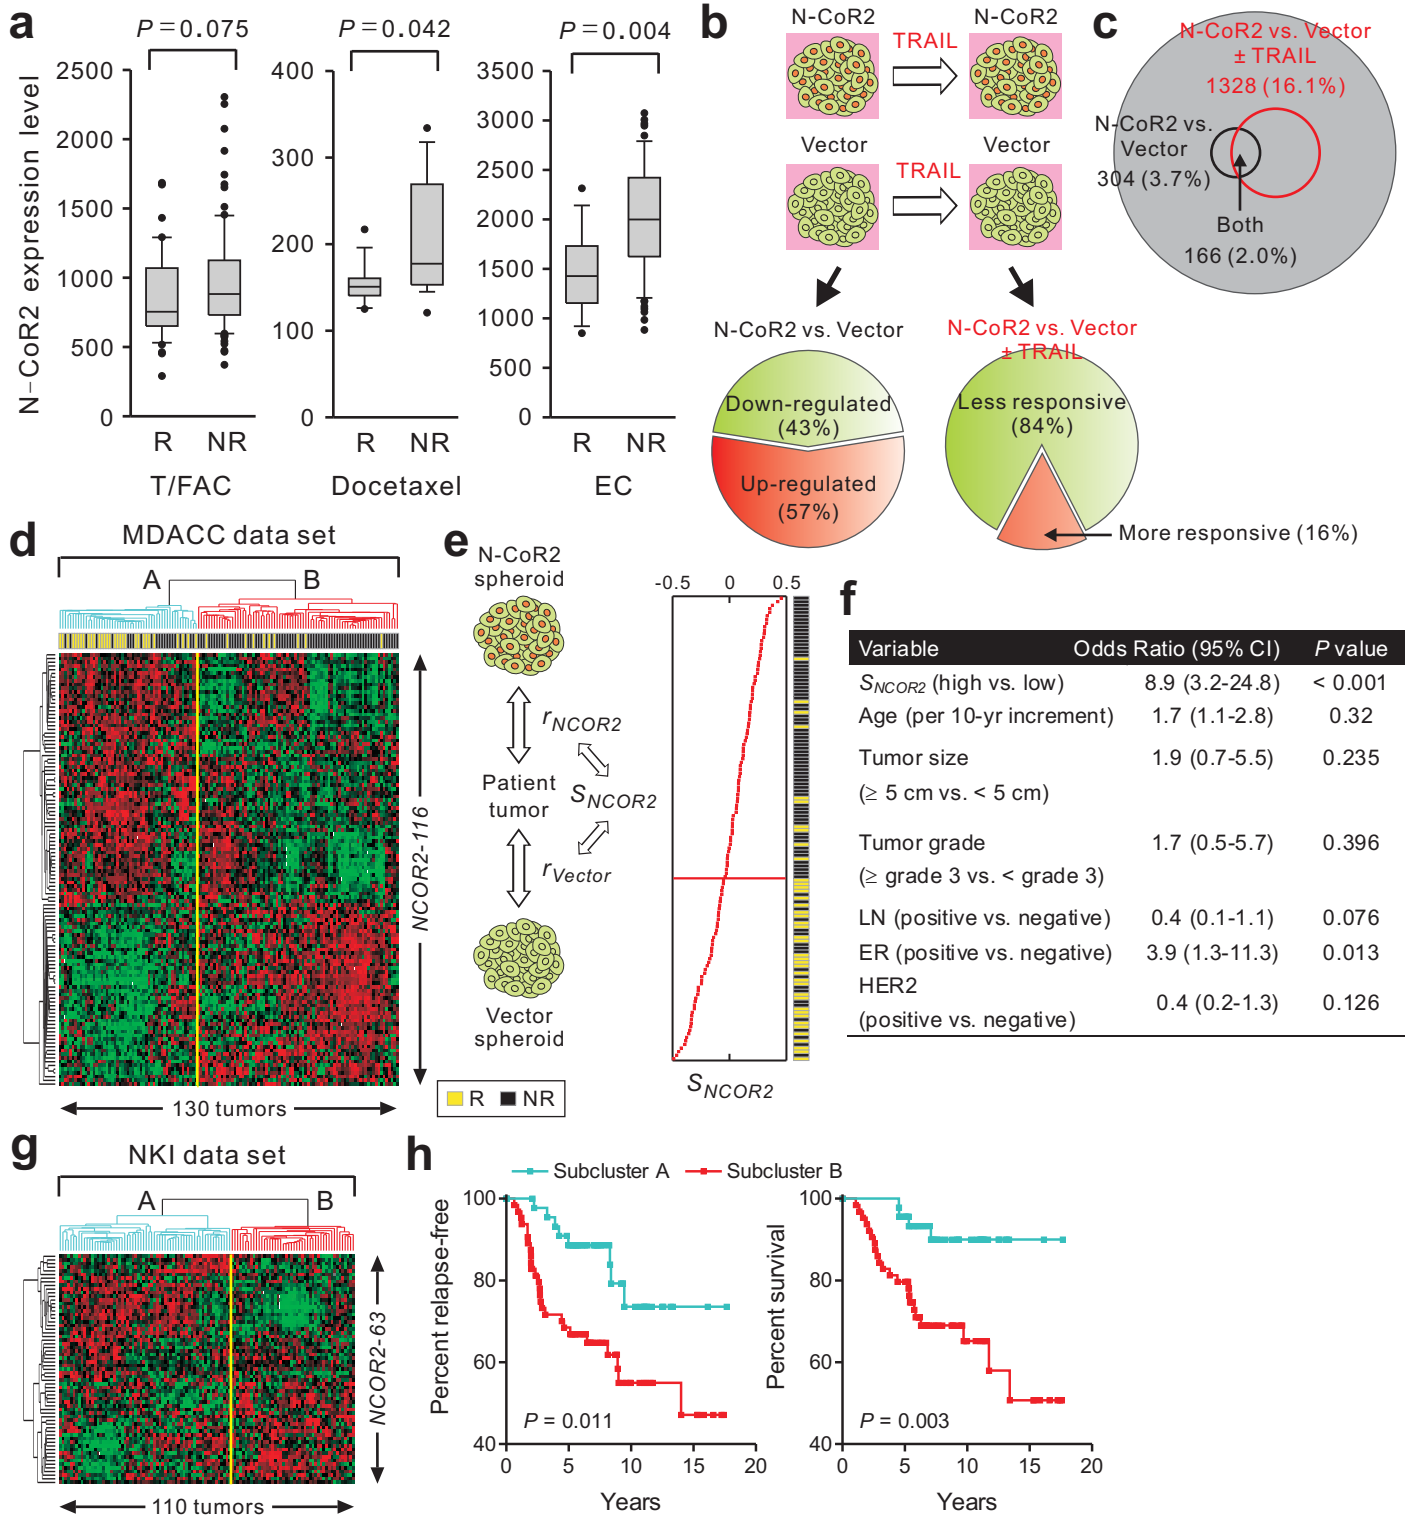 a
P = 0.075
P = 0.042
P = 0.004
N–CoR2 expression level
2500
2000
1500
1000
500
0
R NR
T/FAC
400
300
200
100
0
R NR
Docetaxel
3500
3000
2500
2000
1500
1000
500
0
R NR
EC
b
N-CoR2
TRAIL
N-CoR2
Vector
TRAIL
Vector
N-CoR2 vs. Vector
Down-regulated
(43%)
Up-regulated
(57%)
N-CoR2 vs. Vector
± TRAIL
Less responsive
(84%)
More responsive (16%)
c
N-CoR2 vs. Vector
± TRAIL
1328 (16.1%)
N-CoR2 vs.
Vector
304 (3.7%)
Both
166 (2.0%)
d
MDACC data set
A B
NCOR2-116
130 tumors
e
N-CoR2
spheroid
rNCOR2
Patient
tumor
SNCOR2
rVector
Vector
spheroid
R NR
-0.5 0 0.5
SNCOR2
f
Variable Odds Ratio (95% CI) P value
SNCOR2 (high vs. low) 8.9 (3.2-24.8) < 0.001
Age (per 10-yr increment) 1.7 (1.1-2.8) 0.32
Tumor size 1.9 (0.7-5.5) 0.235
(≥ 5 cm vs. < 5 cm)
Tumor grade 1.7 (0.5-5.7) 0.396
(≥ grade 3 vs. < grade 3)
LN (positive vs. negative) 0.4 (0.1-1.1) 0.076
ER (positive vs. negative) 3.9 (1.3-11.3) 0.013
HER2
0.4 (0.2-1.3) 0.126
(positive vs. negative)
g
NKI data set
A B
NCOR2-63
110 tumors
h
Subcluster A Subcluster B
Percent relapse-free
100
80
60
40
P = 0.011
0 5 10 15 20
Years
Percent survival
100
80
60
40
P = 0.003
0 5 10 15 20
Years